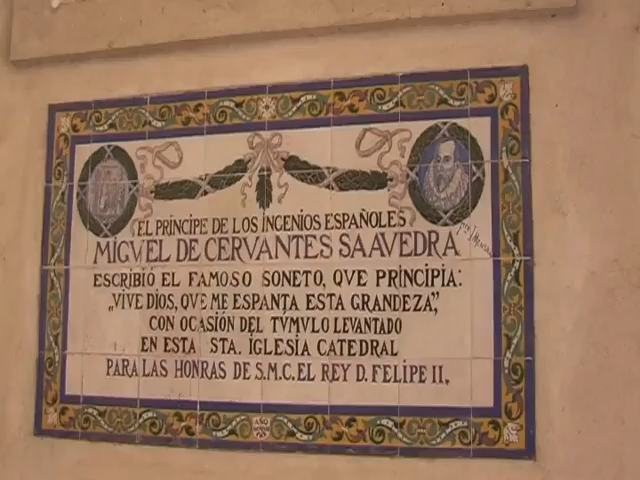 EL PRINCIPE DE LOS INGENIOS ESPAÑOLES
MIGVEL DE CERVANTES SAAVEDRA
ESCRIBIÓ EL FAMOSO SONETO, QVE PRINCIPIA:
„VIVE DIOS, QVE ME ESPANTA ESTA GRANDEZA”,
CON OCASIÓN DEL TVMVLO LEVANTADO
EN ESTA STA. IGLESIA CATEDRAL
PARA LAS HONRAS DE S.M.C. EL REY D. FELIPE II.
AÑO